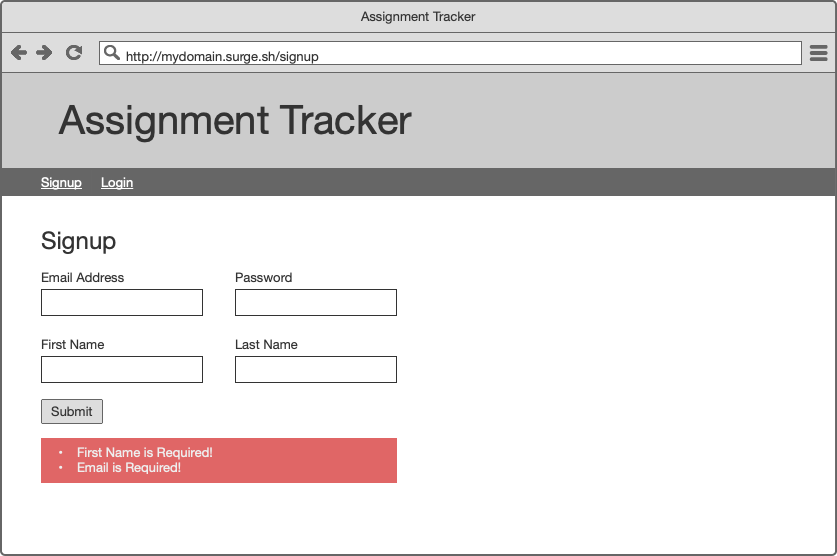 Assignment Tracker
http://mydomain.surge.sh/signup
Assignment Tracker
Signup Login
Signup
Email Address Password
First Name Last Name
Submit
• First Name is Required!
• Email is Required!